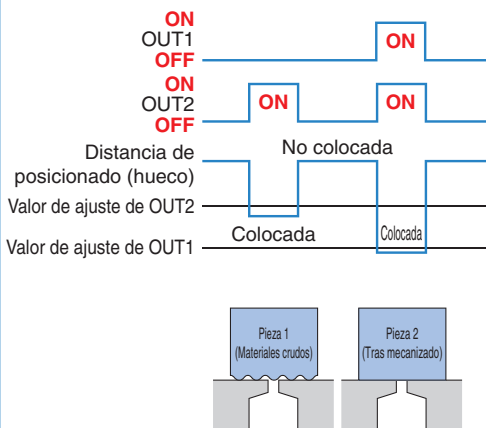 ON
OUT1
OFF
ON
ON
OUT2
OFF
ON
ON
Distancia de
posicionado (hueco)
No colocada
Valor de ajuste de OUT2
Colocada
Colocada
Valor de ajuste de OUT1
Pieza 1
(Materiales crudos)
Pieza 2
(Tras mecanizado)